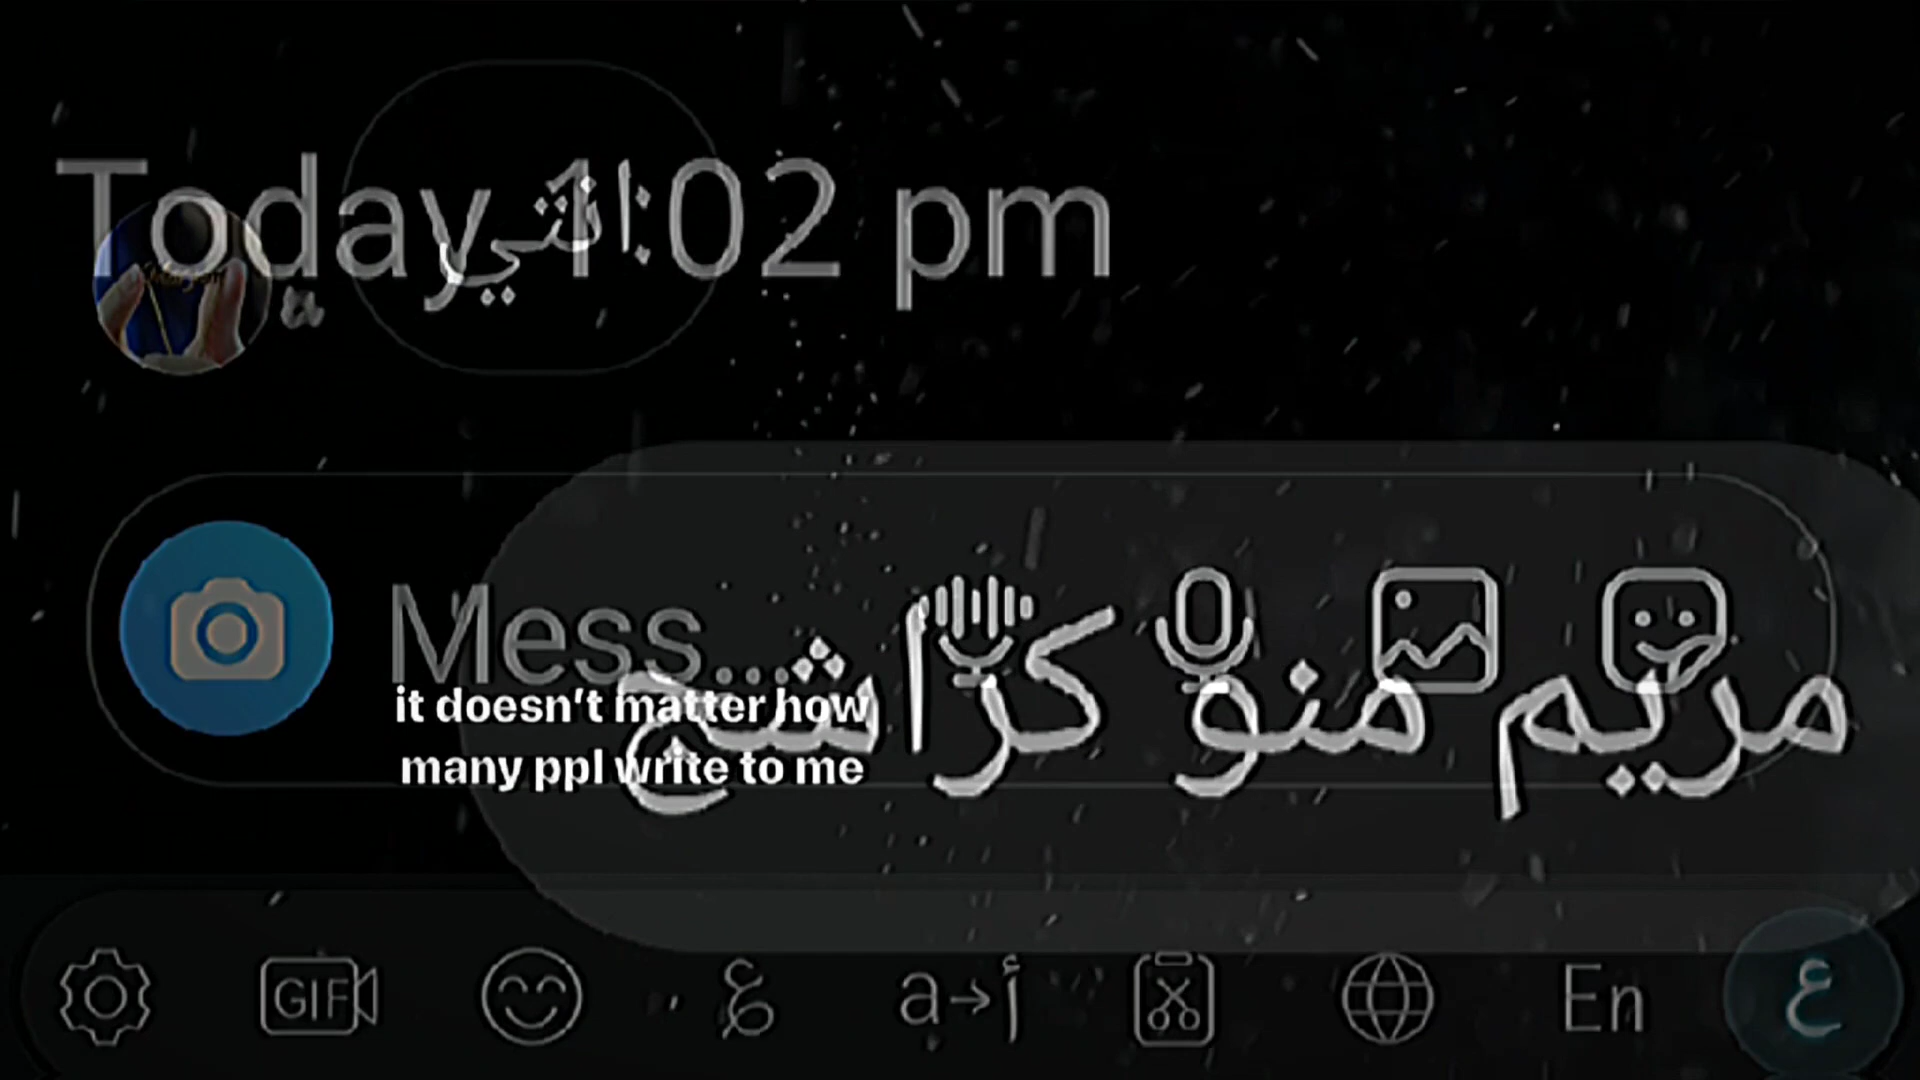 Today 1:02 pm
انتي
Mess...
مريم منو كراشج
it doesn't matter how
many ppl write to me
GIF
ع
a→أ
En
ع